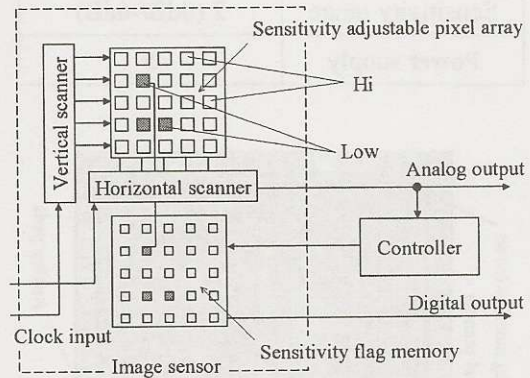 Sensitivity adjustable pixel array
Hi
Vertical scanner
Low
Analog output
Horizontal scanner
Controller
Digital output
Clock input
Sensitivity flag memory
Image sensor